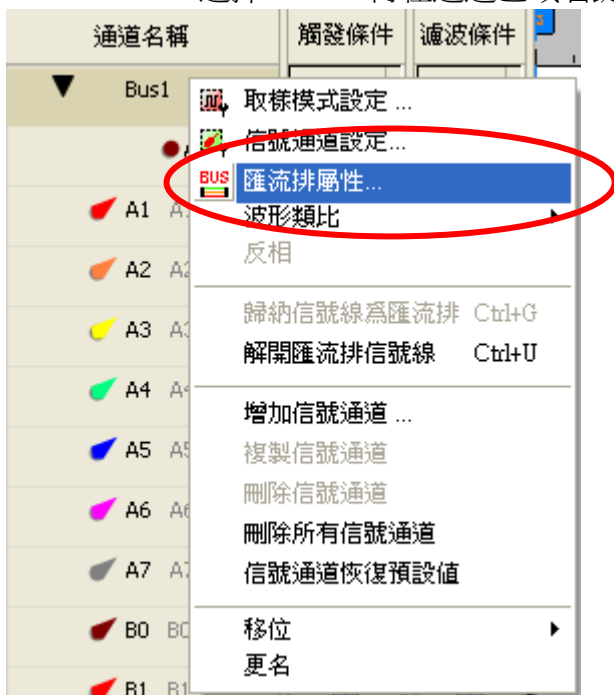 通道名稱 觸發條件 濾波條件
Bus1
取樣模式設定 ...
信號通道設定...
BUS 匯流排屬性...
A1 波形類比
A2 反相
A3 歸納信號線為匯流排 Ctrl+G
A4 解開匯流排信號線 Ctrl+U
A5 增加信號通道 ...
複製信號通道
A6 刪除信號通道
刪除所有信號通道
A7 信號通道恢復預設值
B0 B0 移位
B1 B1 更名